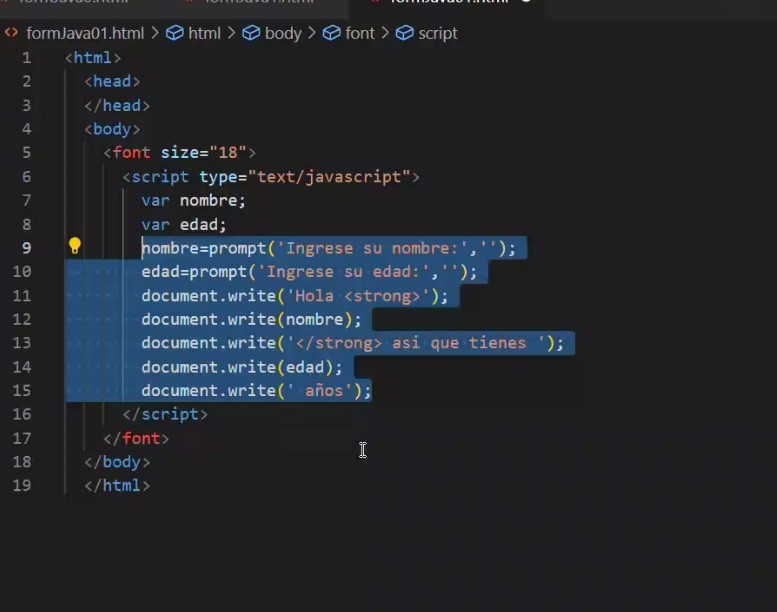 formJava01.html > html > body > font > script
1 <html>
2 <head>
3 </head>
4 <body>
5 <font size="18">
6 <script type="text/javascript">
7 var nombre;
8 var edad;
9 nombre=prompt('Ingrese su nombre:','');
10 edad=prompt('Ingrese su edad:','');
11 document.write('Hola <strong>');
12 document.write(nombre);
13 document.write('</strong> asi que tienes ');
14 document.write(edad);
15 document.write(' años');
16 </script>
17 </font>
18 </body>
19 </html>